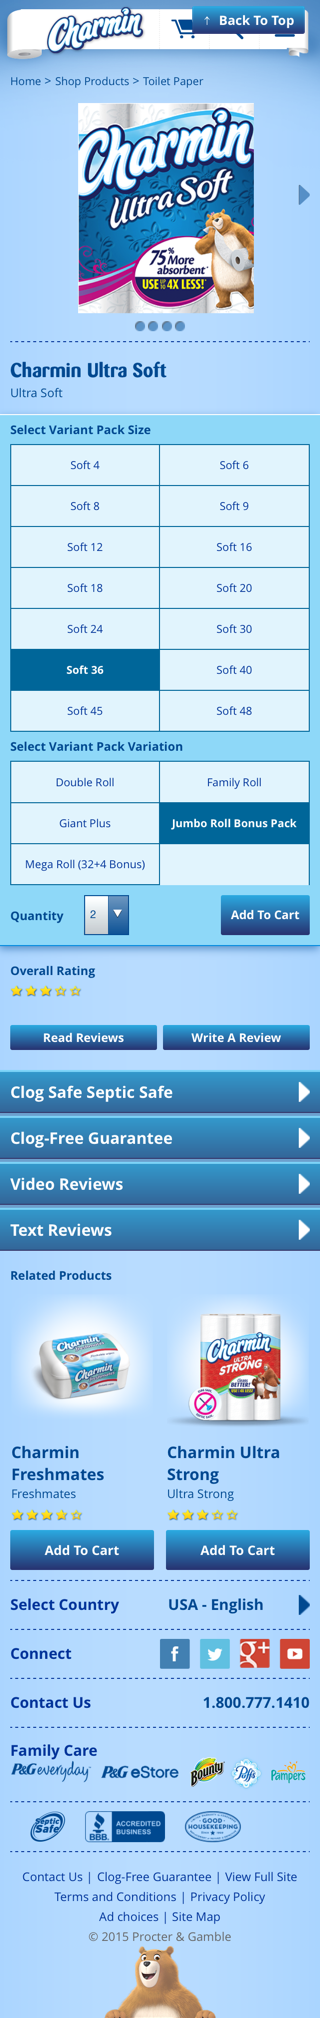 Charmin
↑ Back To Top
Home > Shop Products > Toilet Paper
Charmin
Ultra Soft
75% More
absorbent*
USE UP TO 4X LESS!*
Charmin Ultra Soft
Ultra Soft
Select Variant Pack Size
Soft 4 Soft 6
Soft 8 Soft 9
Soft 12 Soft 16
Soft 18 Soft 20
Soft 24 Soft 30
Soft 36 Soft 40
Soft 45 Soft 48
Select Variant Pack Variation
Double Roll Family Roll
Giant Plus Jumbo Roll Bonus Pack
Mega Roll (32+4 Bonus)
Quantity 2 Add To Cart
Overall Rating
Read Reviews Write A Review
Clog Safe Septic Safe
Clog-Free Guarantee
Video Reviews
Text Reviews
Related Products
Charmin
Charmin
Charmin
ULTRA
STRONG
Charmin Freshmates
Freshmates
Charmin Ultra Strong
Ultra Strong
Add To Cart Add To Cart
Select Country USA - English
Connect f g+ YouTube
Contact Us 1.800.777.1410
Family Care
P&G everyday P&G eStore Bounty Puffs Pampers
Septic Safe BBB ACCREDITED BUSINESS GOOD HOUSEKEEPING
Contact Us | Clog-Free Guarantee | View Full Site
Terms and Conditions | Privacy Policy
Ad choices | Site Map
© 2015 Procter & Gamble